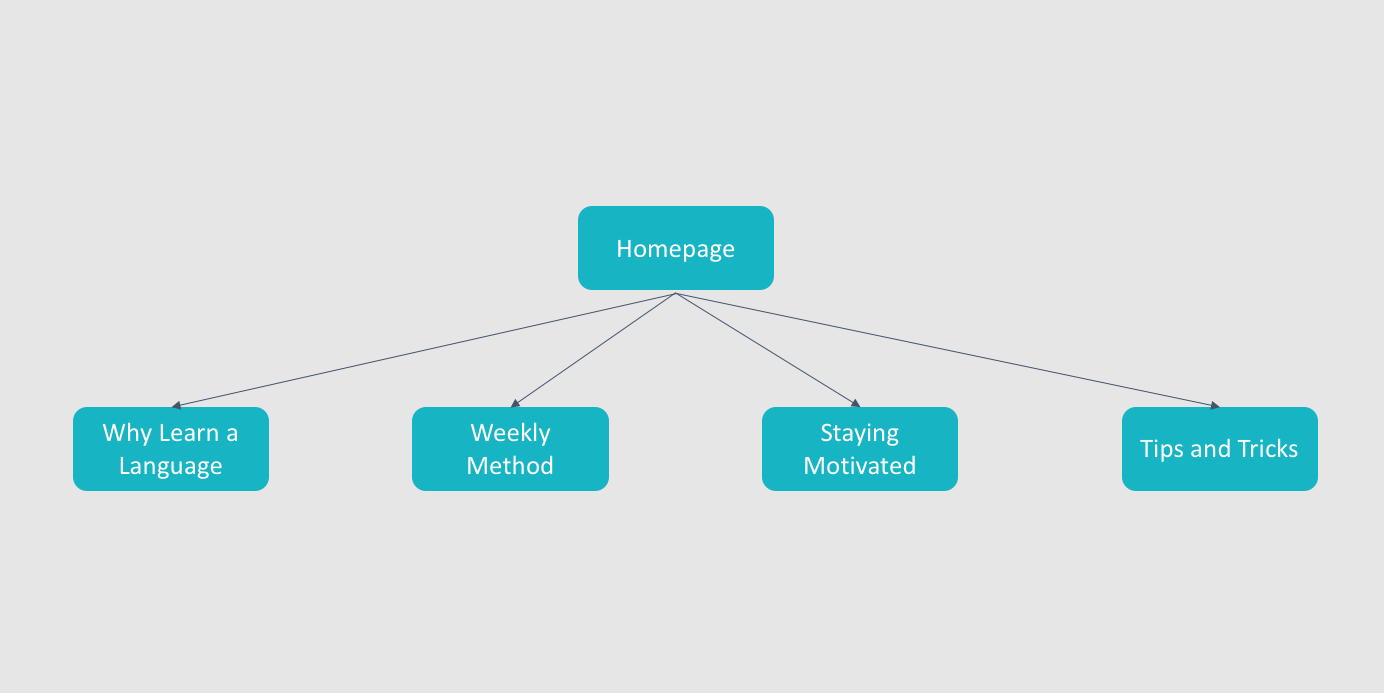 Homepage
Why Learn a
Language
Weekly
Method
Staying
Motivated
Tips and Tricks